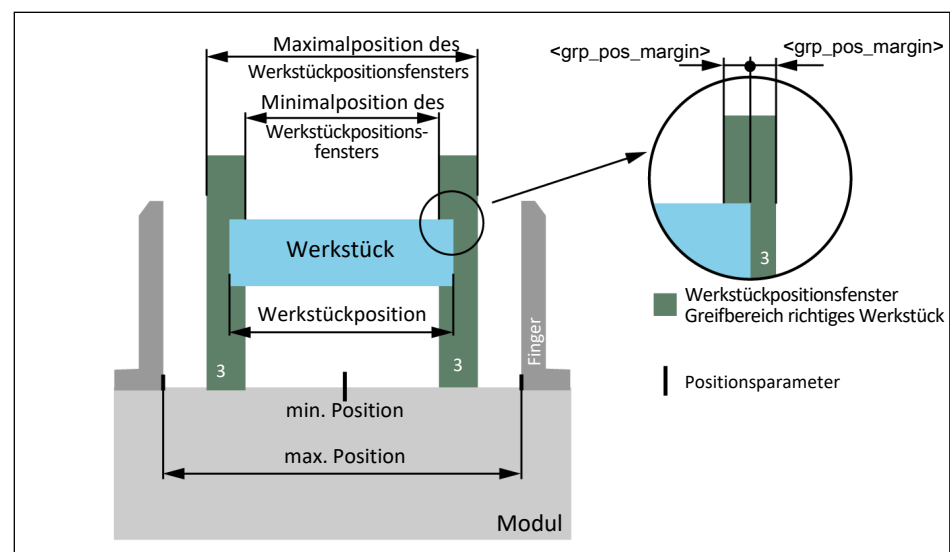 Maximalposition des
Werkstückpositionsfensters
Minimalposition des
Werkstückpositions-
fensters
<grp_pos_margin>
<grp_pos_margin>
Werkstück
Werkstückposition
3
3
3
Finger
Werkstückpositionsfenster
Greifbereich richtiges Werkstück
Positionsparameter
min. Position
max. Position
Modul